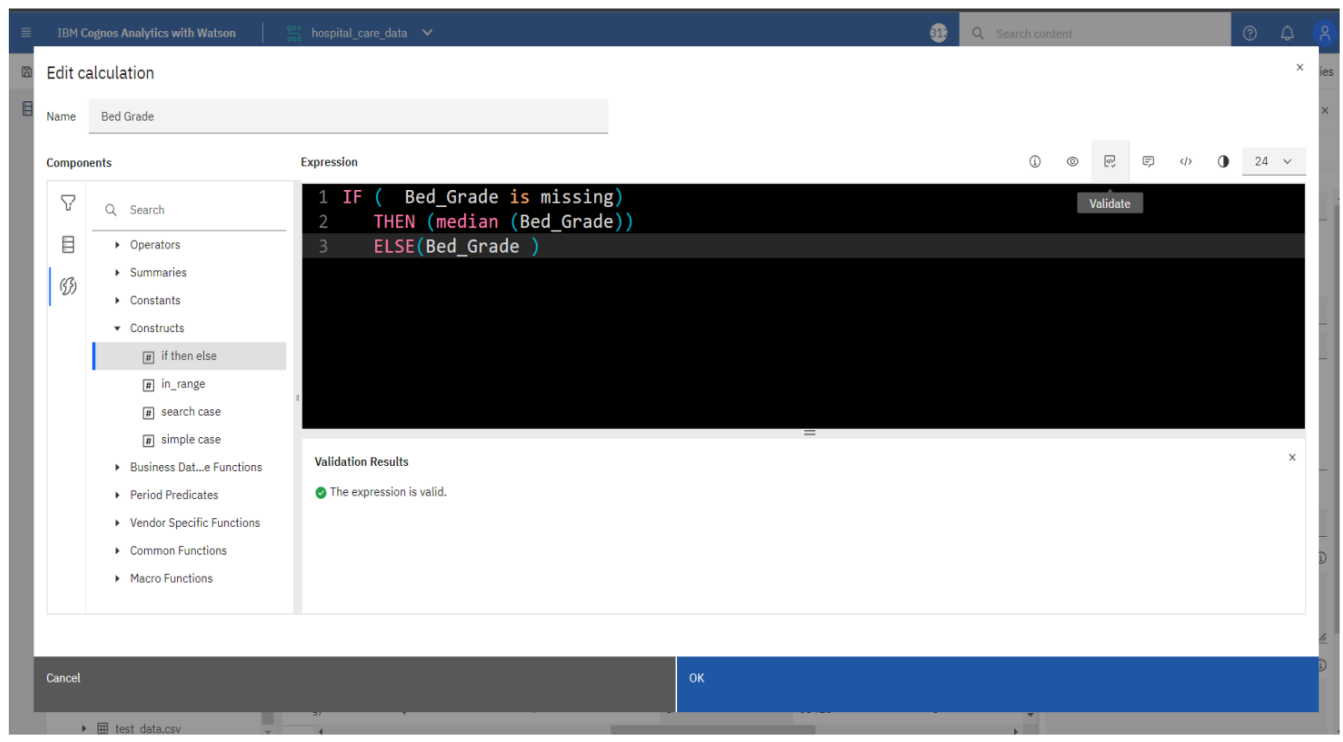 IBM Cognos Analytics with Watson
hospital_care_data
Search content
Edit calculation
ies
Name
Bed Grade
Components
Expression
24
Validate
Search
Operators
Summaries
Constants
Constructs
if then else
in_range
search case
simple case
Business Dat...e Functions
Period Predicates
Vendor Specific Functions
Common Functions
Macro Functions
1 IF (  Bed_Grade is missing)
2 THEN (median (Bed_Grade))
3 ELSE(Bed_Grade )
Validation Results
The expression is valid.
Cancel
OK
test_data.csv